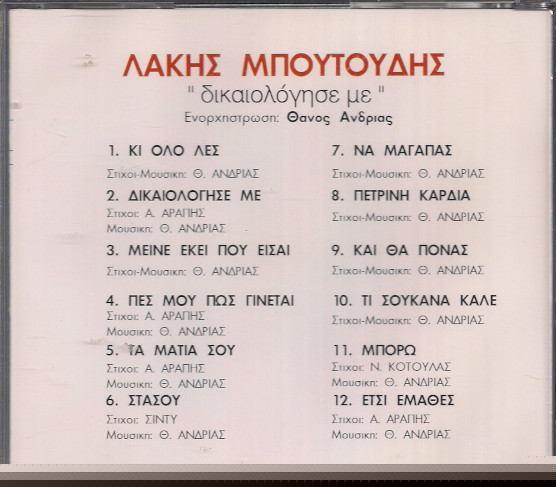 ΛΑΚΗΣ ΜΠΟΥΤΟΥΔΗΣ
" δικαιολόγησε με "
Ενορχηστρωση: Θανος Ανδριας
1. ΚΙ ΟΛΟ ΛΕΣ
Στιχοι-Μουσικη: Θ. ΑΝΔΡΙΑΣ
2. ΔΙΚΑΙΟΛΟΓΗΣΕ ΜΕ
Στιχοι: Α. ΑΡΑΠΗΣ
Μουσικη: Θ. ΑΝΔΡΙΑΣ
3. ΜΕΙΝΕ ΕΚΕΙ ΠΟΥ ΕΙΣΑΙ
Στιχοι-Μουσικη: Θ. ΑΝΔΡΙΑΣ
4. ΠΕΣ ΜΟΥ ΠΩΣ ΓΙΝΕΤΑΙ
Στιχοι: Α. ΑΡΑΠΗΣ
Μουσικη: Θ. ΑΝΔΡΙΑΣ
5. ΤΑ ΜΑΤΙΑ ΣΟΥ
Στιχοι: Α. ΑΡΑΠΗΣ
Μουσικη: Θ. ΑΝΔΡΙΑΣ
6. ΣΤΑΣΟΥ
Στιχοι: ΣΙΝΤΥ
Μουσικη: Θ. ΑΝΔΡΙΑΣ
7. ΝΑ ΜΑΓΑΠΑΣ
Στιχοι-Μουσικη: Θ. ΑΝΔΡΙΑΣ
8. ΠΕΤΡΙΝΗ ΚΑΡΔΙΑ
Στιχοι-Μουσικη: Θ. ΑΝΔΡΙΑΣ
9. ΚΑΙ ΘΑ ΠΟΝΑΣ
Στιχοι-Μουσικη: Θ. ΑΝΔΡΙΑΣ
10. ΤΙ ΣΟΥΚΑΝΑ ΚΑΛΕ
Στιχοι-Μουσικη: Θ. ΑΝΔΡΙΑΣ
11. ΜΠΟΡΩ
Στιχοι: Ν. ΚΟΤΟΥΛΑΣ
Μουσικη: Θ. ΑΝΔΡΙΑΣ
12. ΕΤΣΙ ΕΜΑΘΕΣ
Στιχοι: Α. ΑΡΑΠΗΣ
Μουσικη: Θ. ΑΝΔΡΙΑΣ